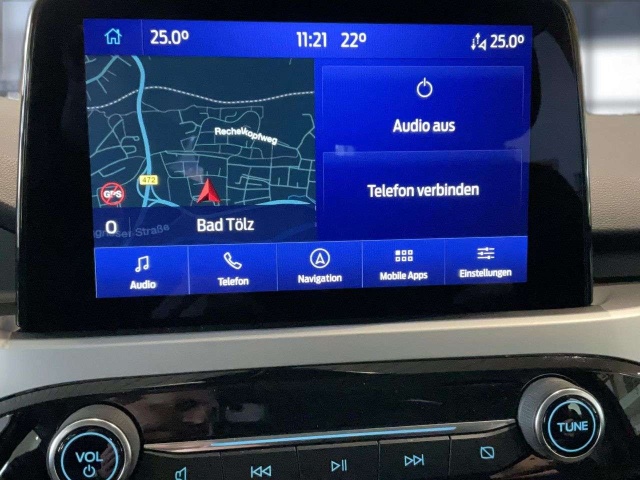 25.0° 11:21 22° 25.0°
Rechelkopfweg
472
GPS
0 Bad Tölz
Straße
Audio aus
Telefon verbinden
Audio Telefon Navigation Mobile Apps Einstellungen
VOL
TUNE